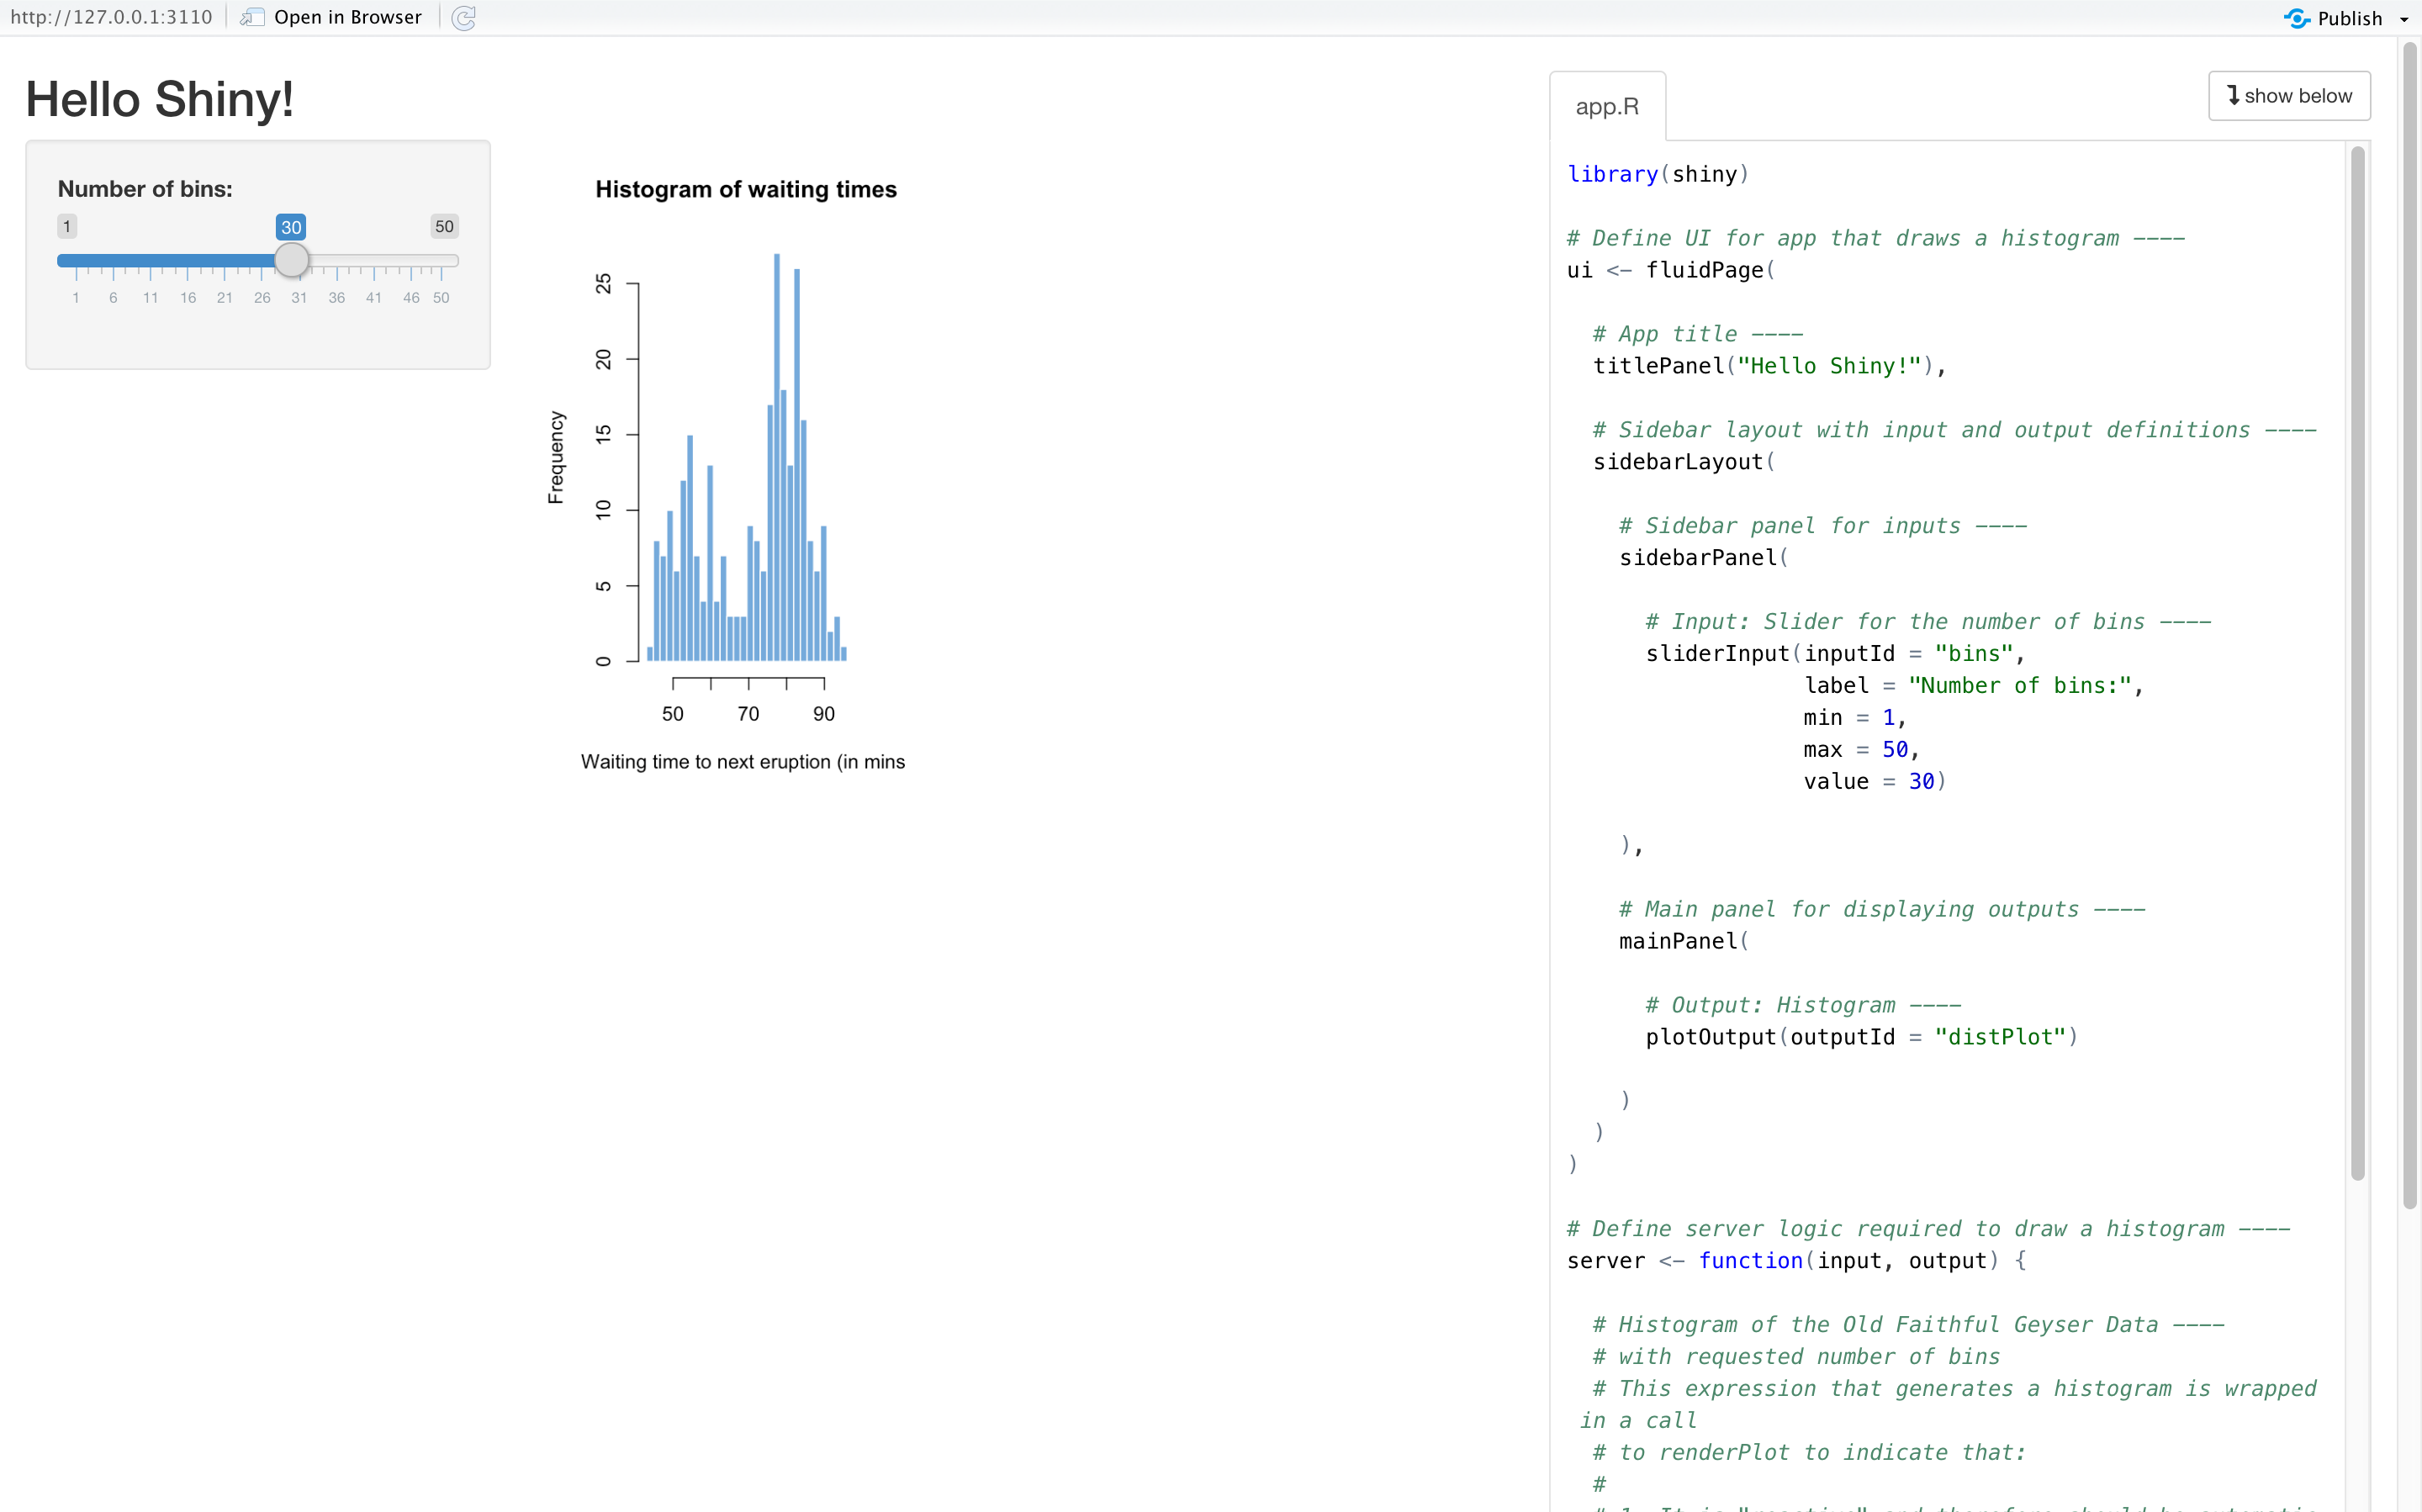 http://127.0.0.1:3110 Open in Browser Publish
Hello Shiny!
Number of bins:
1 30 50
1 6 11 16 21 26 31 36 41 46 50
Histogram of waiting times
Frequency
25
20
15
10
5
0
50 70 90
Waiting time to next eruption (in mins
app.R
show below
library(shiny)
# Define UI for app that draws a histogram ----
ui <- fluidPage(
# App title ----
titlePanel("Hello Shiny!"),
# Sidebar layout with input and output definitions ----
sidebarLayout(
# Sidebar panel for inputs ----
sidebarPanel(
# Input: Slider for the number of bins ----
sliderInput(inputId = "bins",
label = "Number of bins:",
min = 1,
max = 50,
value = 30)
),
# Main panel for displaying outputs ----
mainPanel(
# Output: Histogram ----
plotOutput(outputId = "distPlot")
)
)
)
# Define server logic required to draw a histogram ----
server <- function(input, output) {
# Histogram of the Old Faithful Geyser Data ----
# with requested number of bins
# This expression that generates a histogram is wrapped
in a call
# to renderPlot to indicate that:
#